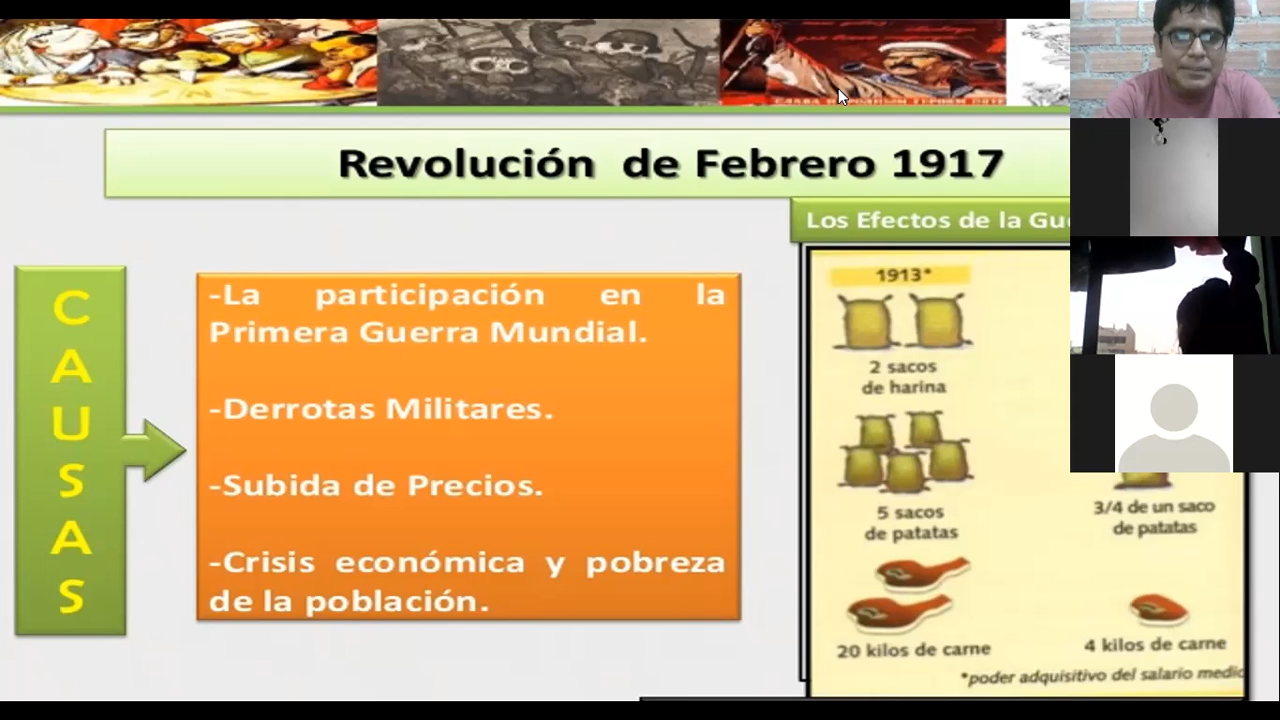 Revolución de Febrero 1917
Los Efectos de la
C
A
U
S
A
S
-La participación en la
Primera Guerra Mundial.
-Derrotas Militares.
-Subida de Precios.
-Crisis económica y pobreza
de la población.
1913*
2 sacos
de harina
5 sacos
de patatas
3/4 de un saco
de patatas
20 kilos de carne
4 kilos de carne
*poder adquisitivo del salario medio